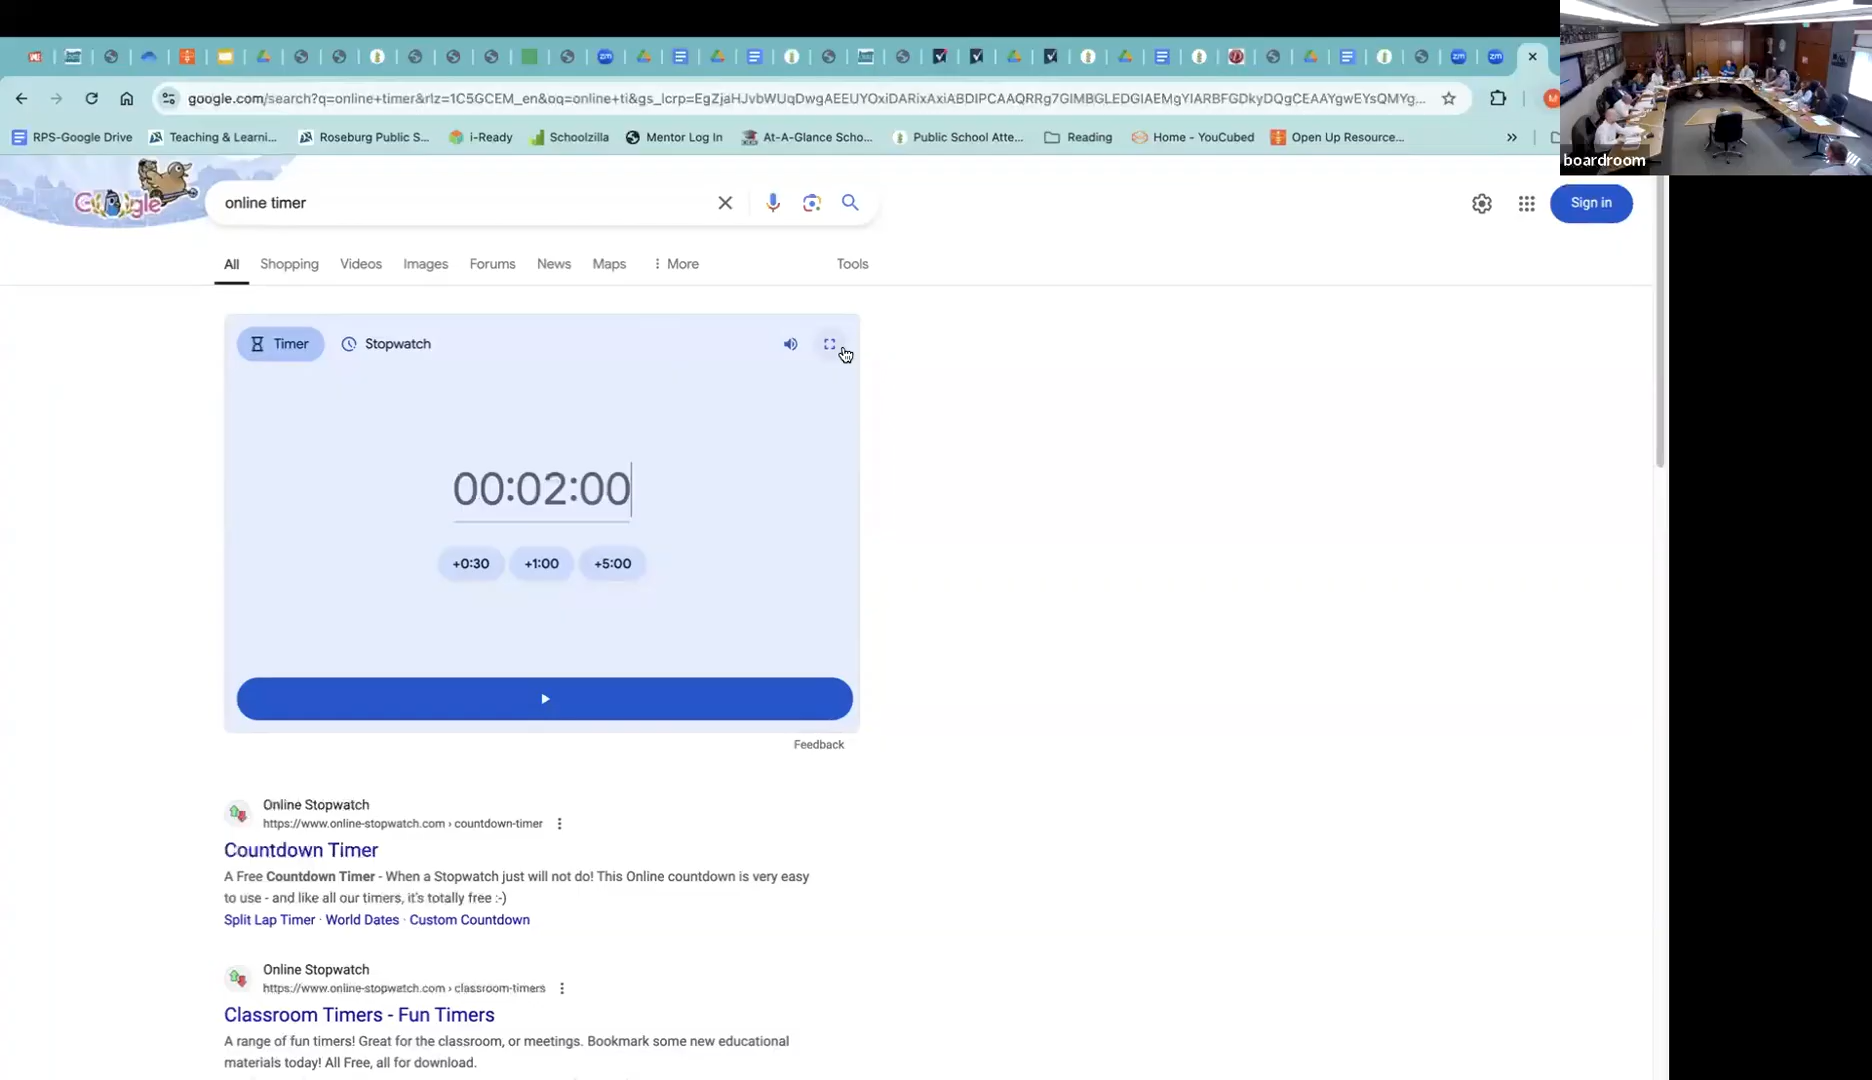 google.com/search?q=online+timer&rlz=1C5GCEM_en&oq=online+ti&gs_lcrp=EgZjaHJvbWUqDwgAEEUYOxiDARixAxiABDIPCAAQRRg7GIMBGLEDGIAEMgYIARBFGDkyDQgCEAAYgwEYsQMYg...
RPS-Google Drive Teaching & Learni... Roseburg Public S... i-Ready Schoolzilla Mentor Log In At-A-Glance Scho... Public School Atte... Reading Home - YouCubed Open Up Resource... »
boardroom
Google
online timer
Sign in
All Shopping Videos Images Forums News Maps More Tools
Timer Stopwatch
00:02:00
+0:30 +1:00 +5:00
Feedback
Online Stopwatch
https://www.online-stopwatch.com › countdown-timer
Countdown Timer
A Free Countdown Timer - When a Stopwatch just will not do! This Online countdown is very easy
to use - and like all our timers, it's totally free :-)
Split Lap Timer · World Dates · Custom Countdown
Online Stopwatch
https://www.online-stopwatch.com › classroom-timers
Classroom Timers - Fun Timers
A range of fun timers! Great for the classroom, or meetings. Bookmark some new educational
materials today! All Free, all for download.